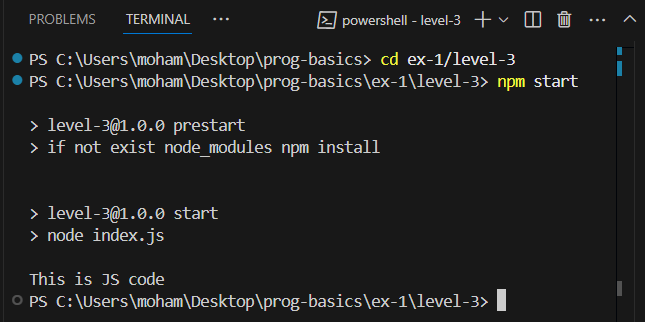 PROBLEMS TERMINAL ... powershell - level-3
PS C:\Users\moham\Desktop\prog-basics> cd ex-1/level-3
PS C:\Users\moham\Desktop\prog-basics\ex-1\level-3> npm start
> level-3@1.0.0 prestart
> if not exist node_modules npm install
> level-3@1.0.0 start
> node index.js
This is JS code
PS C:\Users\moham\Desktop\prog-basics\ex-1\level-3>